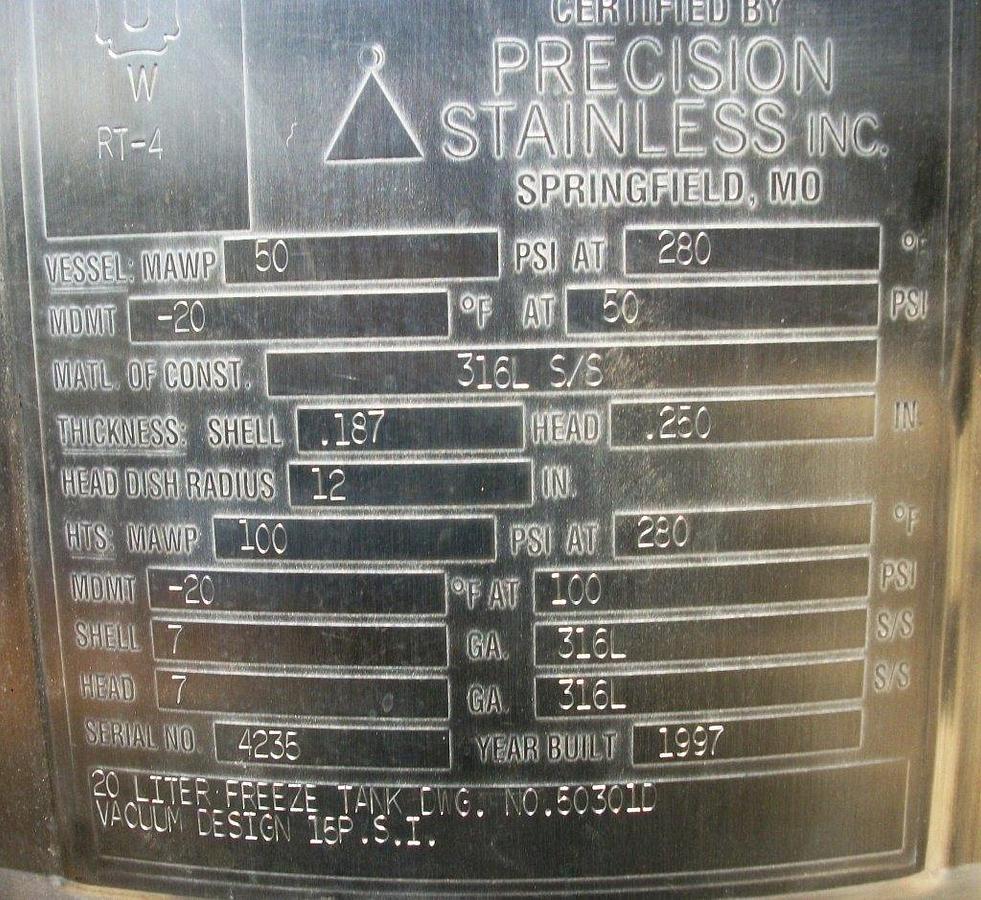 CERTIFIED BY
PRECISION
STAINLESS INC.
SPRINGFIELD, MO
U
W
RT-4
VESSEL: MAWP 50 PSI AT 280 °F
MDMT -20 °F AT 50 PSI
MATL. OF CONST. 316L S/S
THICKNESS: SHELL .187 HEAD .250 IN.
HEAD DISH RADIUS 12 IN.
HTS: MAWP 100 PSI AT 280 °F
MDMT -20 °F AT 100 PSI
SHELL 7 GA. 316L S/S
HEAD 7 GA. 316L S/S
SERIAL NO. 4235 YEAR BUILT 1997
20 LITER FREEZE TANK DWG. NO.50301D
VACUUM DESIGN 15P.S.I.